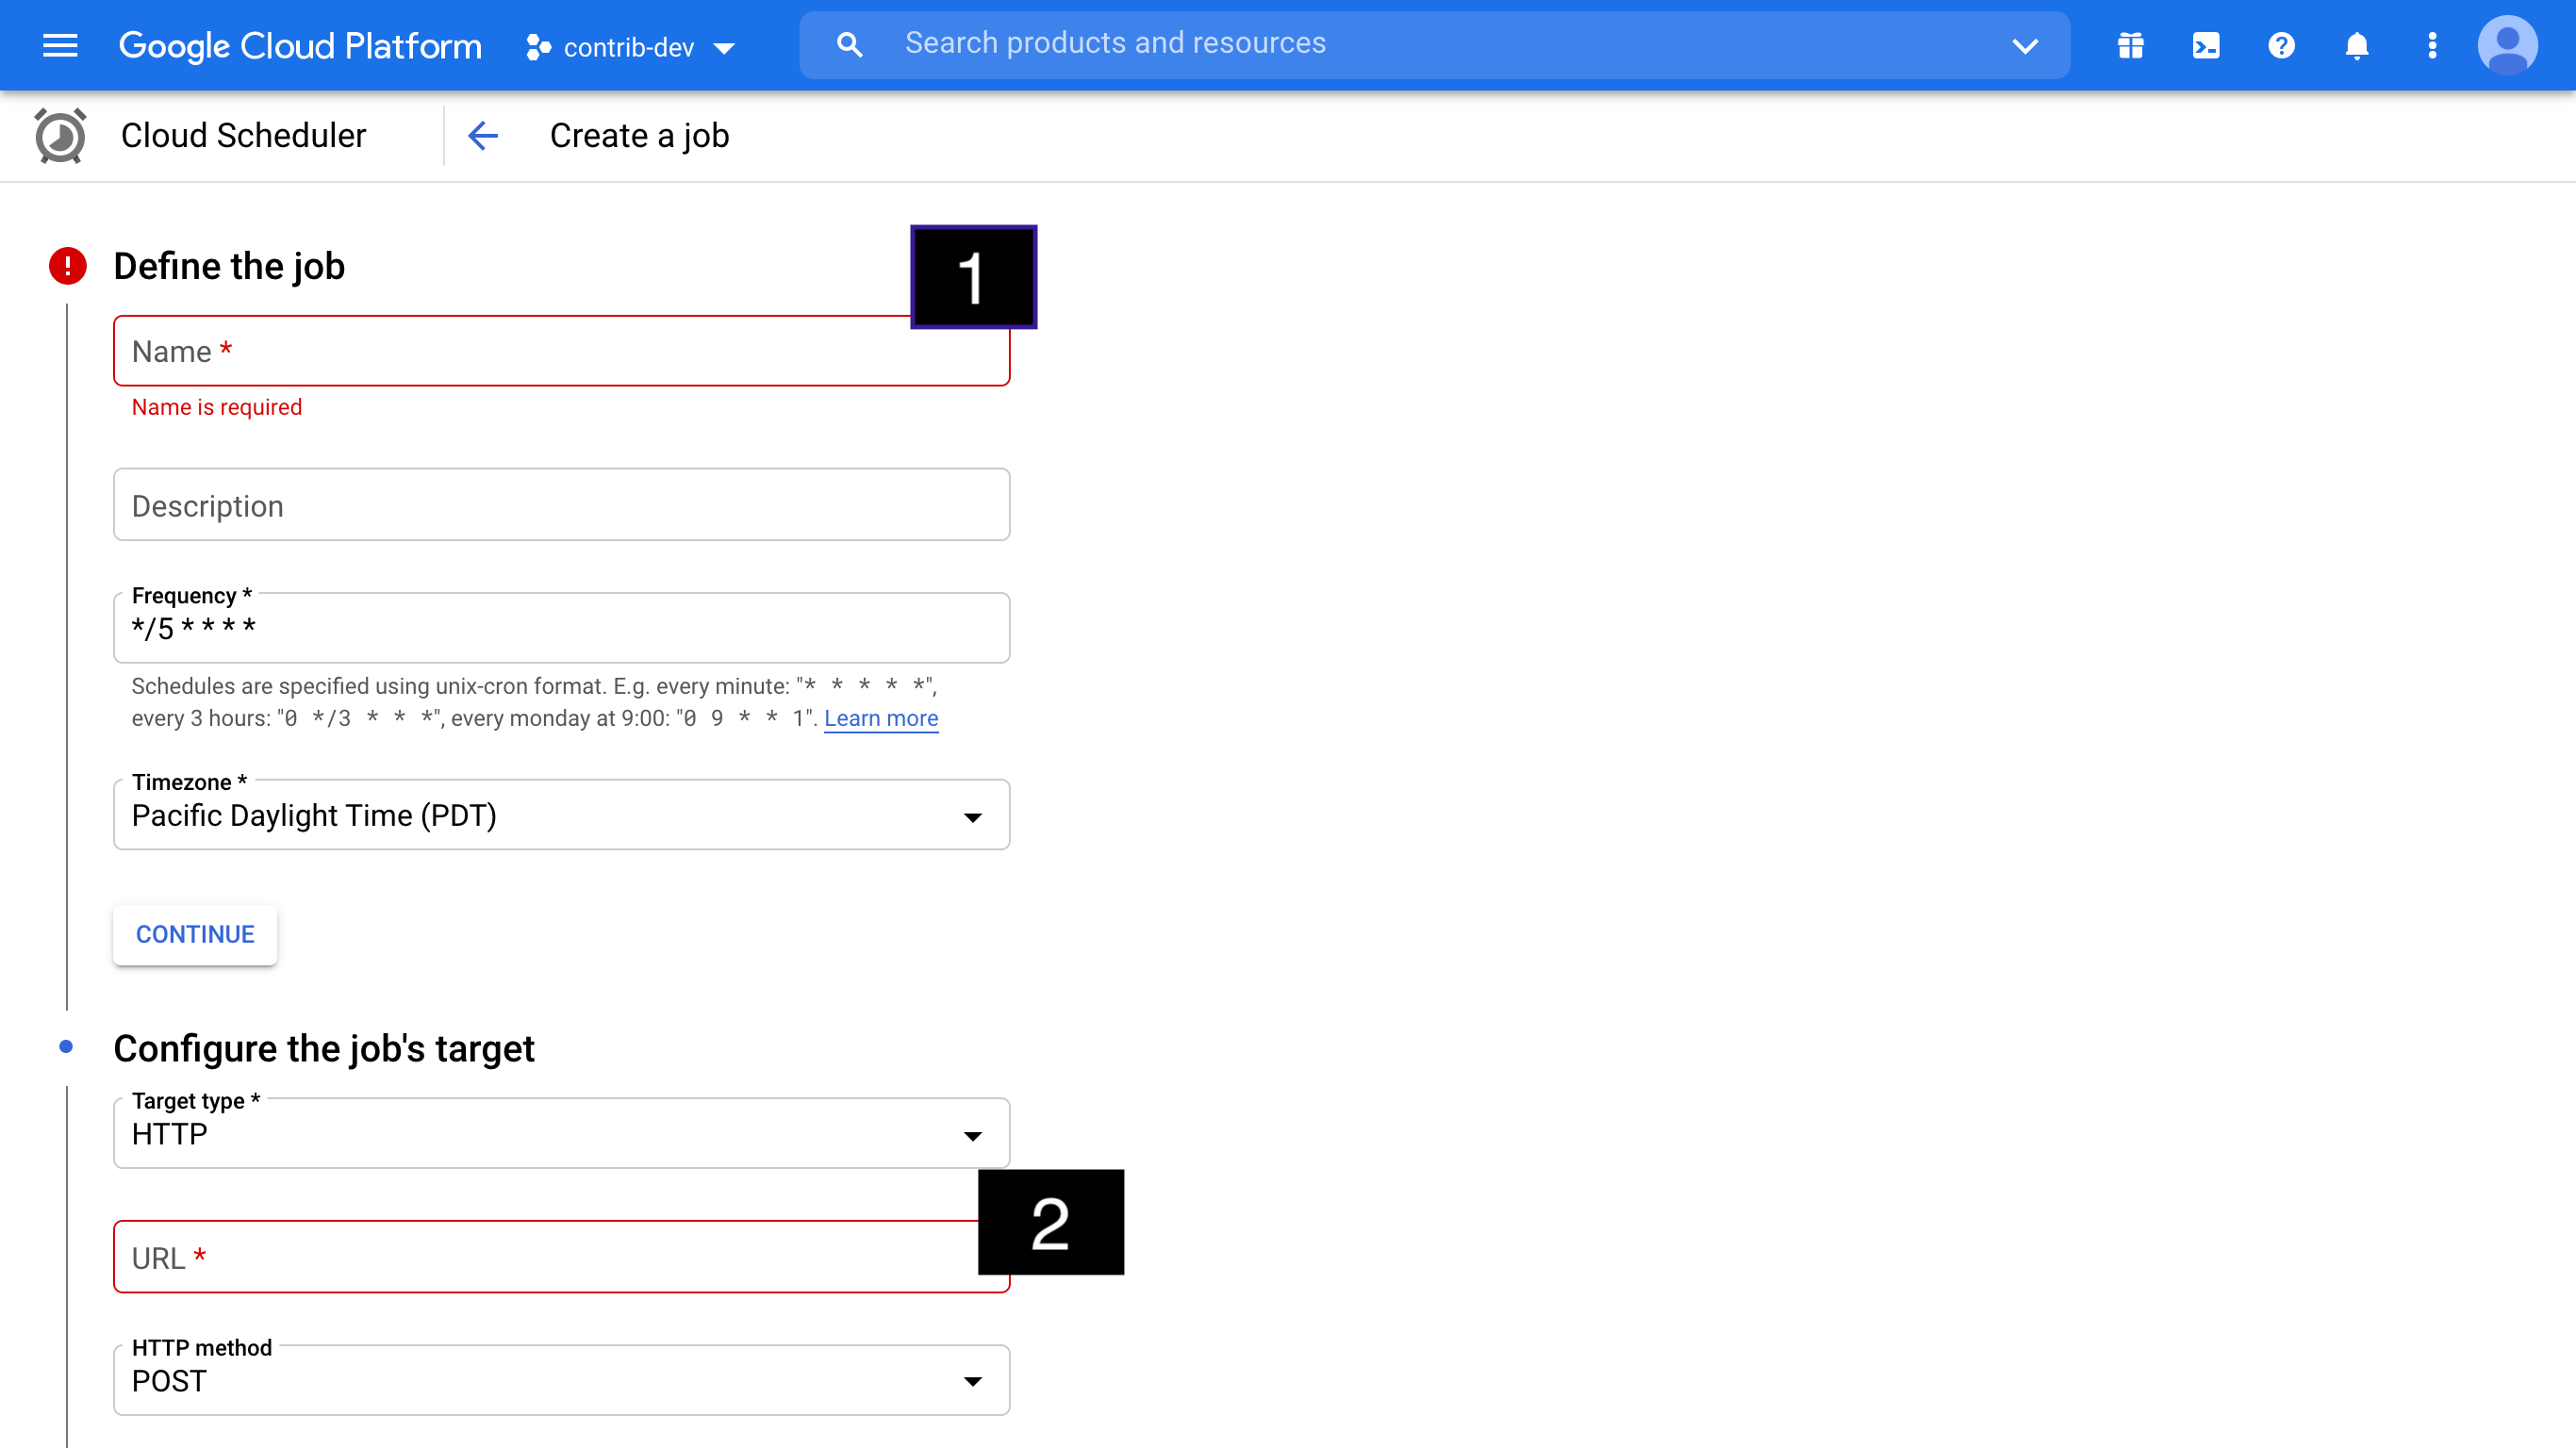 Google Cloud Platform contrib-dev Search products and resources
Cloud Scheduler Create a job
Define the job
1
Name *
Name is required
Description
Frequency *
*/5 * * * *
Schedules are specified using unix-cron format. E.g. every minute: "* * * * *",
every 3 hours: "0 */3 * * *", every monday at 9:00: "0 9 * * 1". Learn more
Timezone *
Pacific Daylight Time (PDT)
CONTINUE
Configure the job's target
Target type *
HTTP
2
URL *
HTTP method
POST